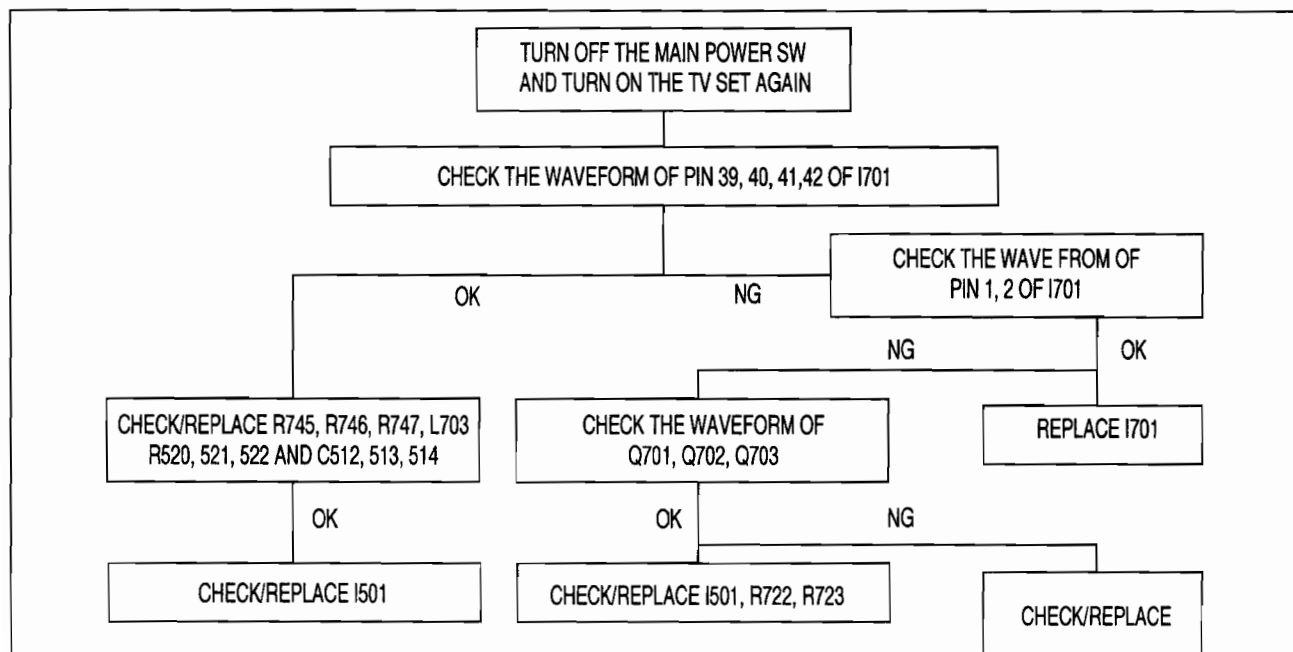 TURN OFF THE MAIN POWER SW
AND TURN ON THE TV SET AGAIN
CHECK THE WAVEFORM OF PIN 39, 40, 41,42 OF I701
CHECK THE WAVE FROM OF
PIN 1, 2 OF I701
OK
NG
NG
OK
CHECK/REPLACE R745, R746, R747, L703
R520, 521, 522 AND C512, 513, 514
CHECK THE WAVEFORM OF
Q701, Q702, Q703
REPLACE I701
OK
OK
NG
CHECK/REPLACE I501
CHECK/REPLACE I501, R722, R723
CHECK/REPLACE